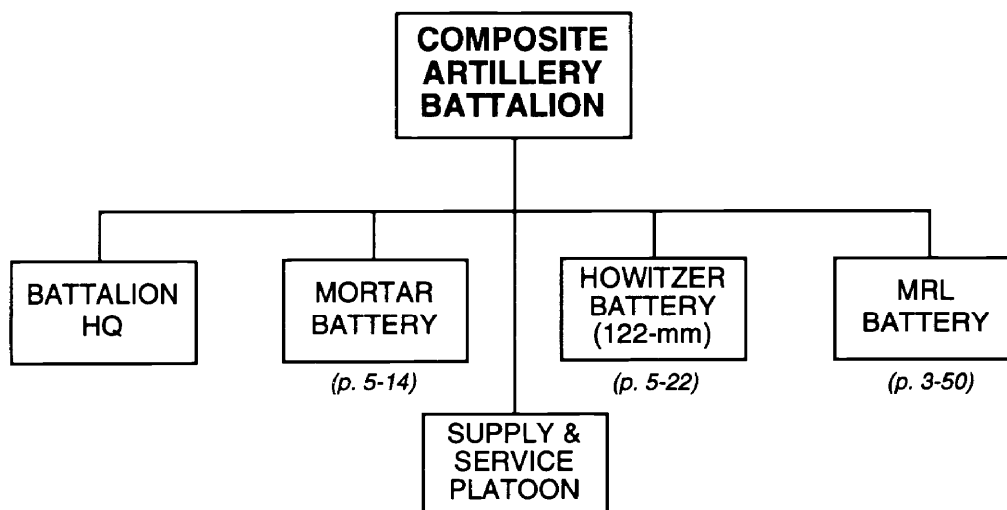 COMPOSITE
ARTILLERY
BATTALION
BATTALION
HQ
MORTAR
BATTERY
(p. 5-14)
HOWITZER
BATTERY
(122-mm)
(p. 5-22)
MRL
BATTERY
(p. 3-50)
SUPPLY &
SERVICE
PLATOON